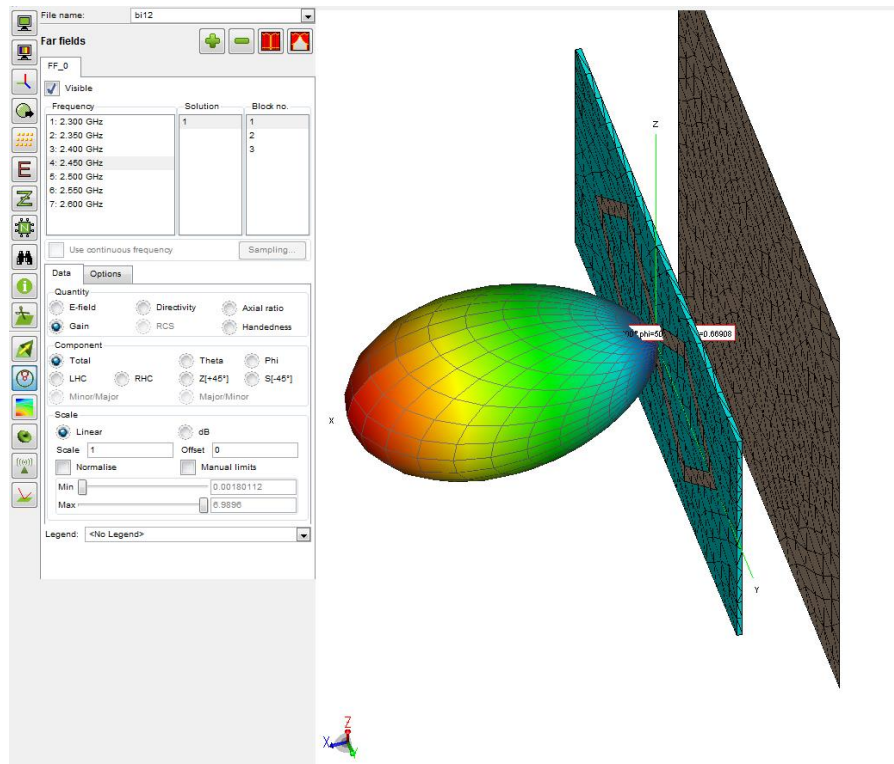 File name: bi12
Far fields
FF_0
Visible
Frequency Solution Block no.
1: 2.300 GHz 1 1
2: 2.350 GHz 2
3: 2.400 GHz 3
4: 2.450 GHz
5: 2.500 GHz
6: 2.550 GHz
7: 2.600 GHz
Use continuous frequency Sampling...
Data Options
Quantity
E-field Directivity Axial ratio
Gain RCS Handedness
Component
Total Theta Phi
LHC RHC Z[+45°] S[-45°]
Minor/Major Major/Minor
Scale
Linear dB
Scale 1 Offset 0
Normalise Manual limits
Min 0.00180112
Max 6.9896
Legend: <No Legend>
Z
phi=50 =0.66908
X
Y
Z
X
E
Z
N